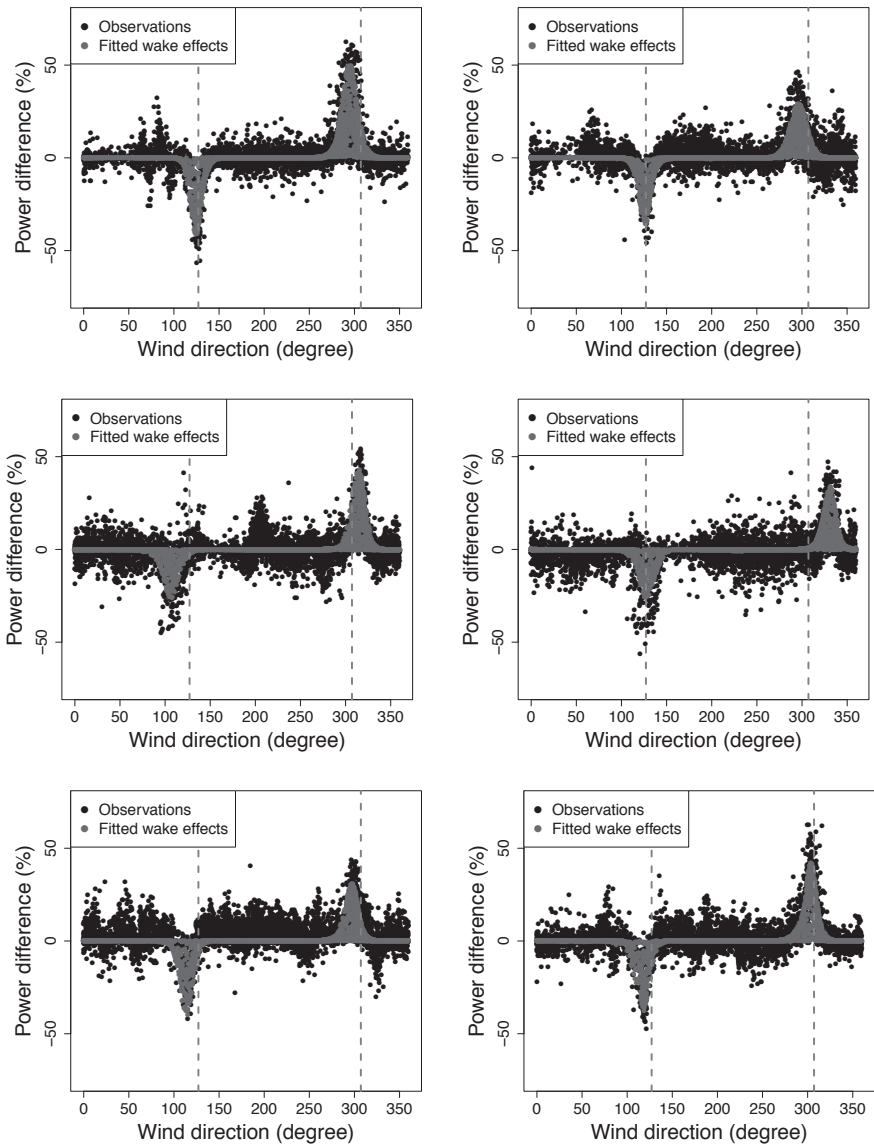 Observations
Fitted wake effects
Power difference (%)
50
0
−50
0 50 100 150 200 250 300 350
Wind direction (degree)
Observations
Fitted wake effects
Power difference (%)
50
0
−50
0 50 100 150 200 250 300 350
Wind direction (degree)
Observations
Fitted wake effects
Power difference (%)
50
0
−50
0 50 100 150 200 250 300 350
Wind direction (degree)
Observations
Fitted wake effects
Power difference (%)
50
0
−50
0 50 100 150 200 250 300 350
Wind direction (degree)
Observations
Fitted wake effects
Power difference (%)
50
0
−50
0 50 100 150 200 250 300 350
Wind direction (degree)
Observations
Fitted wake effects
Power difference (%)
50
0
−50
0 50 100 150 200 250 300 350
Wind direction (degree)